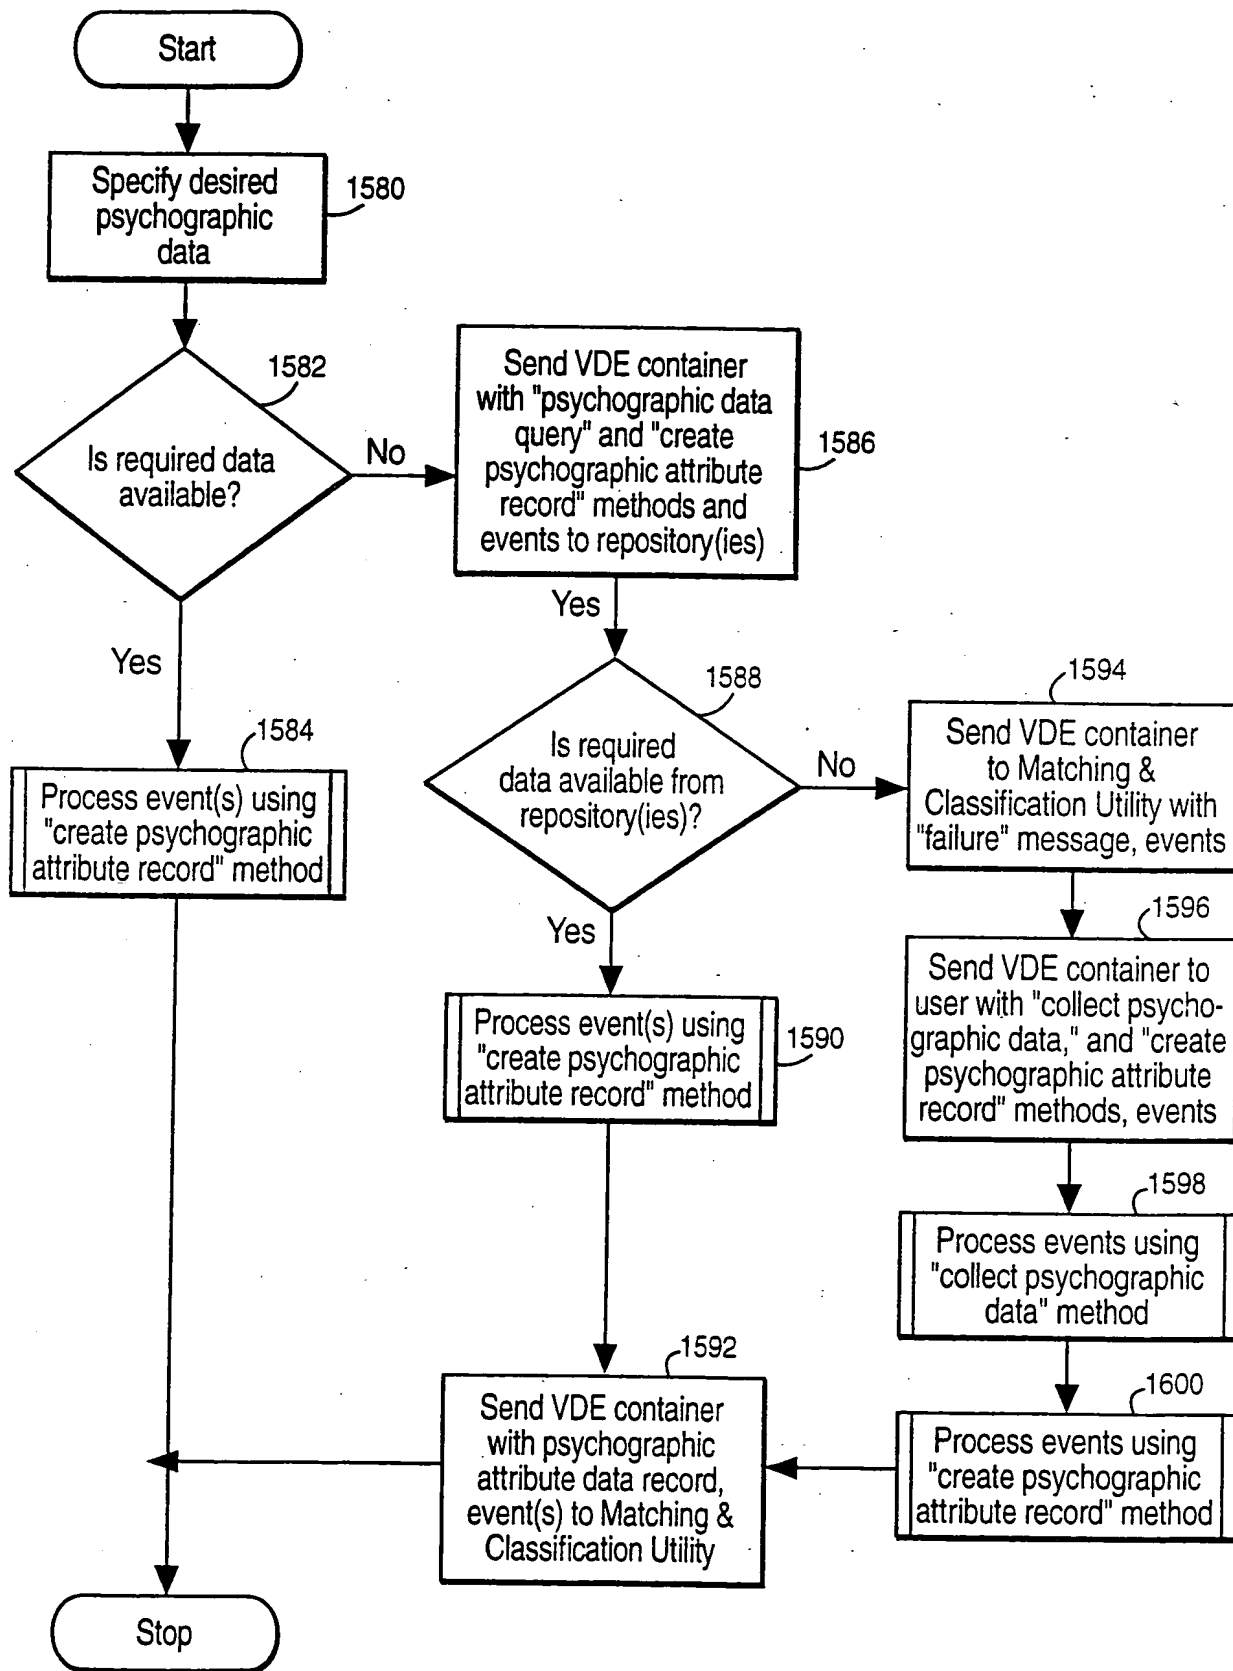 Start
Specify desired
psychographic
data
1580
1582
Is required data
available?
No
Yes
Send VDE container
with "psychographic data
query" and "create
psychographic attribute
record" methods and
events to repository(ies)
1586
Yes
1584
Process event(s) using
"create psychographic
attribute record" method
1588
Is required
data available from
repository(ies)?
No
Yes
1594
Send VDE container
to Matching &
Classification Utility with
"failure" message, events
1596
Send VDE container to
user with "collect psycho-
graphic data," and "create
psychographic attribute
record" methods, events
Process event(s) using
"create psychographic
attribute record" method
1590
1598
Process events using
"collect psychographic
data" method
1592
Send VDE container
with psychographic
attribute data record,
event(s) to Matching &
Classification Utility
1600
Process events using
"create psychographic
attribute record" method
Stop